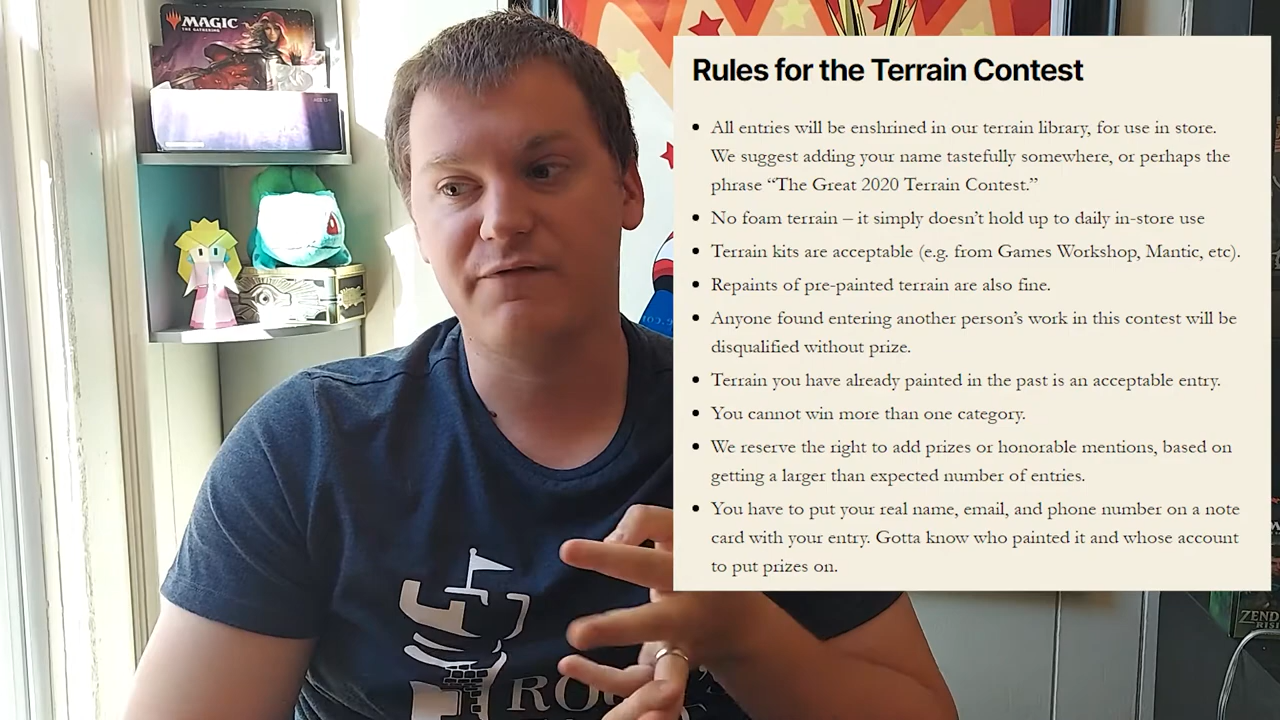 MAGIC
THE GATHERING
Rules for the Terrain Contest
• All entries will be enshrined in our terrain library, for use in store.
We suggest adding your name tastefully somewhere, or perhaps the
phrase “The Great 2020 Terrain Contest.”
• No foam terrain – it simply doesn’t hold up to daily in-store use
• Terrain kits are acceptable (e.g. from Games Workshop, Mantic, etc).
• Repaints of pre-painted terrain are also fine.
• Anyone found entering another person’s work in this contest will be
disqualified without prize.
• Terrain you have already painted in the past is an acceptable entry.
• You cannot win more than one category.
• We reserve the right to add prizes or honorable mentions, based on
getting a larger than expected number of entries.
• You have to put your real name, email, and phone number on a note
card with your entry. Gotta know who painted it and whose account
to put prizes on.
ZEND
RIS